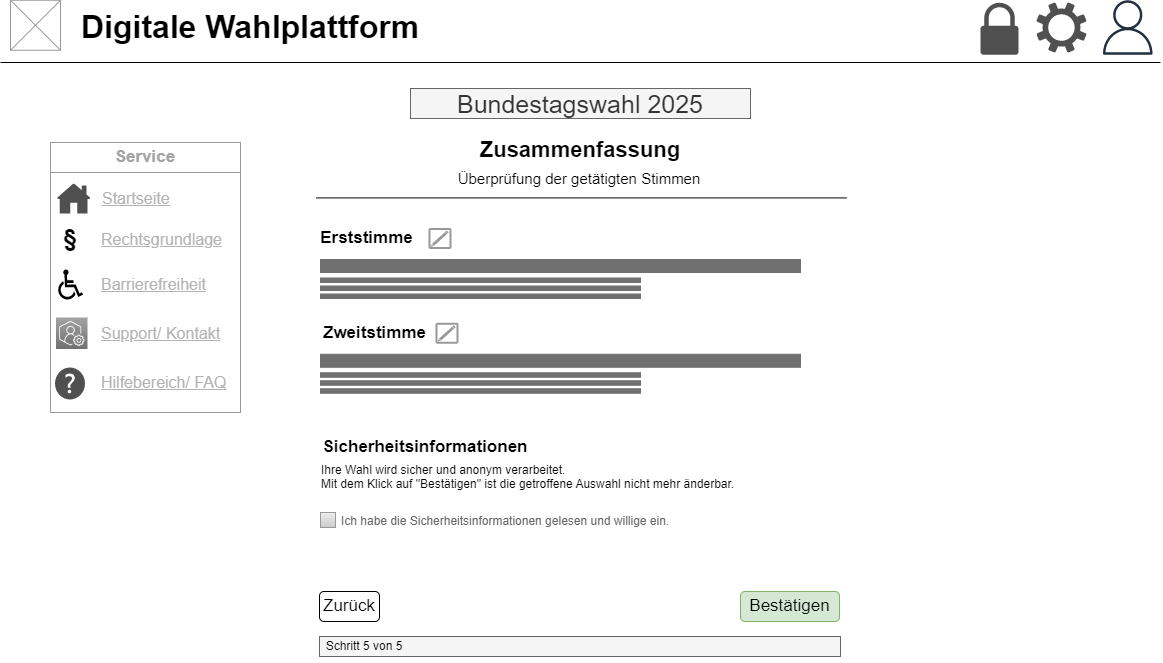 Digitale Wahlplattform
Bundestagswahl 2025
Zusammenfassung
Überprüfung der getätigten Stimmen
Service
Startseite
§
Rechtsgrundlage
Barrierefreiheit
Support/ Kontakt
?
Hilfebereich/ FAQ
Erststimme
Zweitstimme
Sicherheitsinformationen
Ihre Wahl wird sicher und anonym verarbeitet.
Mit dem Klick auf "Bestätigen" ist die getroffene Auswahl nicht mehr änderbar.
Ich habe die Sicherheitsinformationen gelesen und willige ein.
Zurück
Bestätigen
Schritt 5 von 5